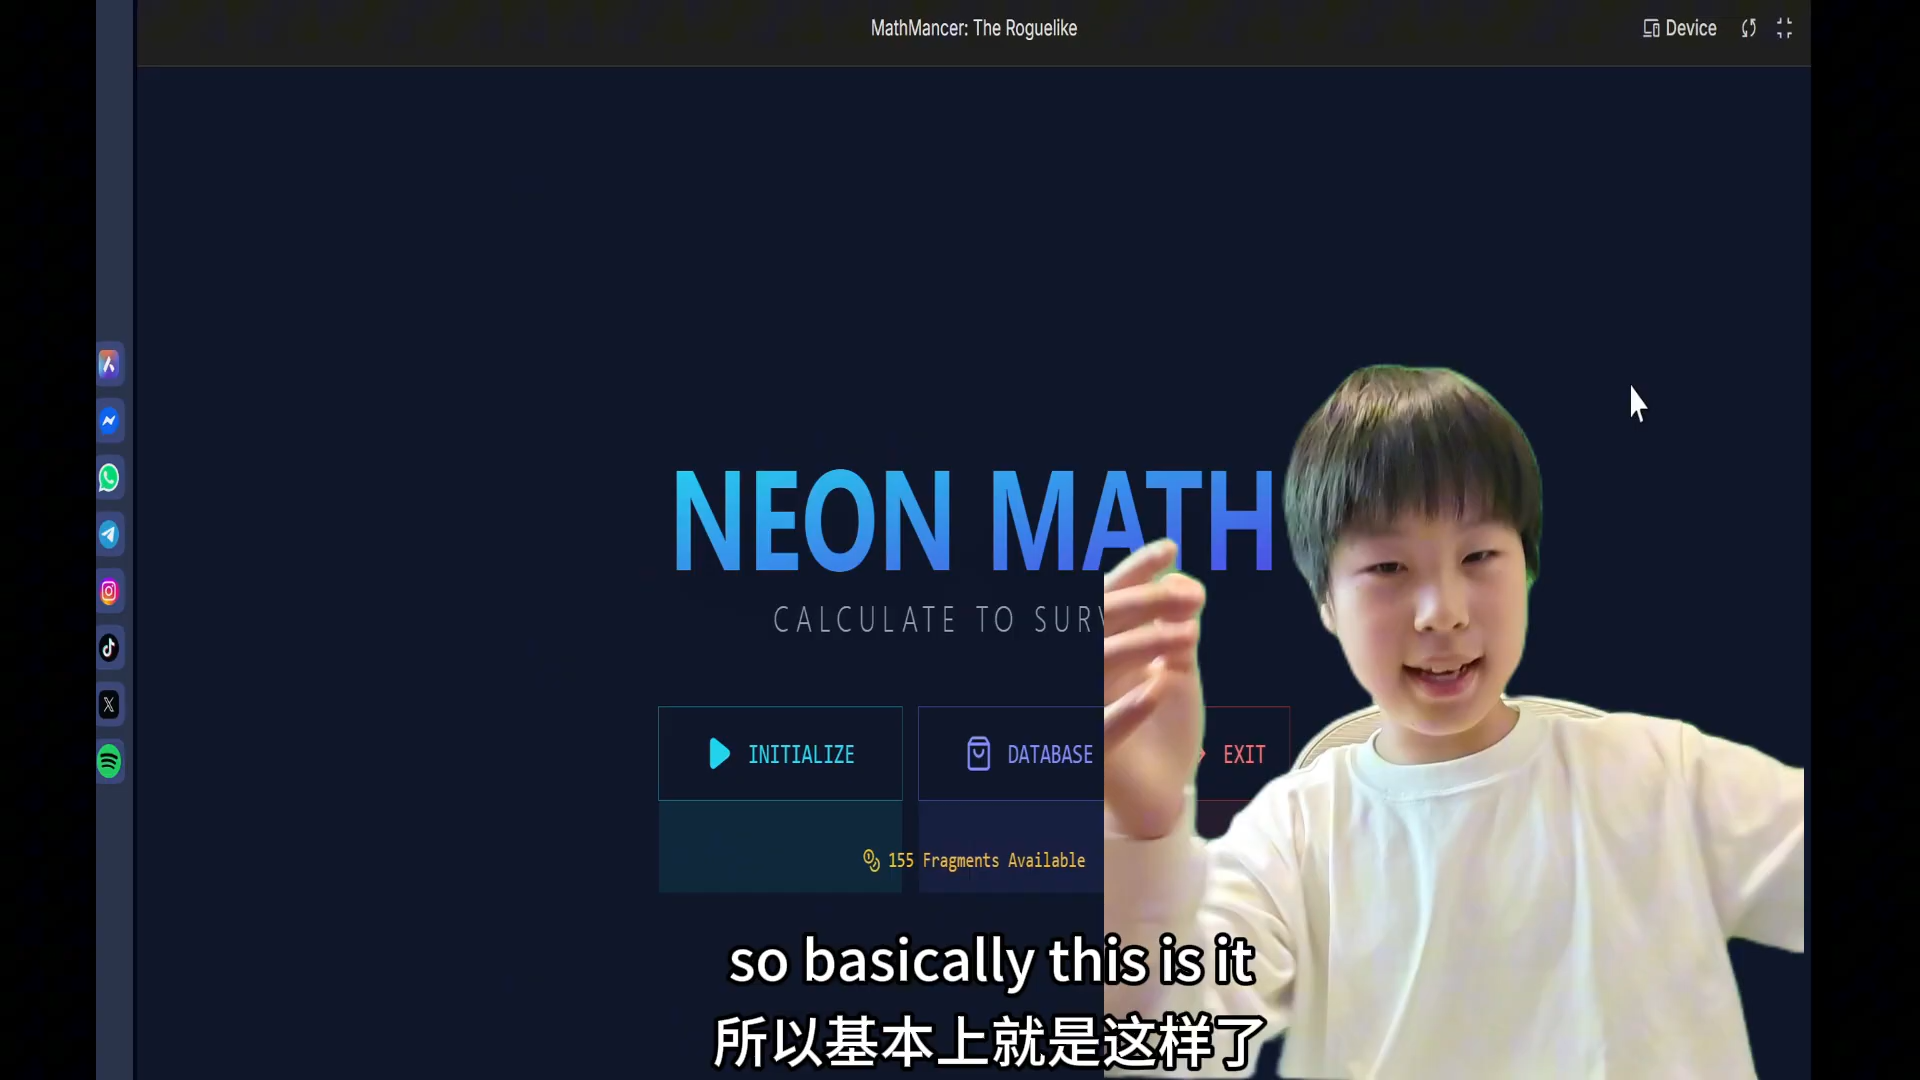 MathMancer: The Roguelike
Device
NEON MATH
CALCULATE TO
INITIALIZE
DATABASE
EXIT
155 Fragments Available
so basically this is it
所以基本上就是这样了